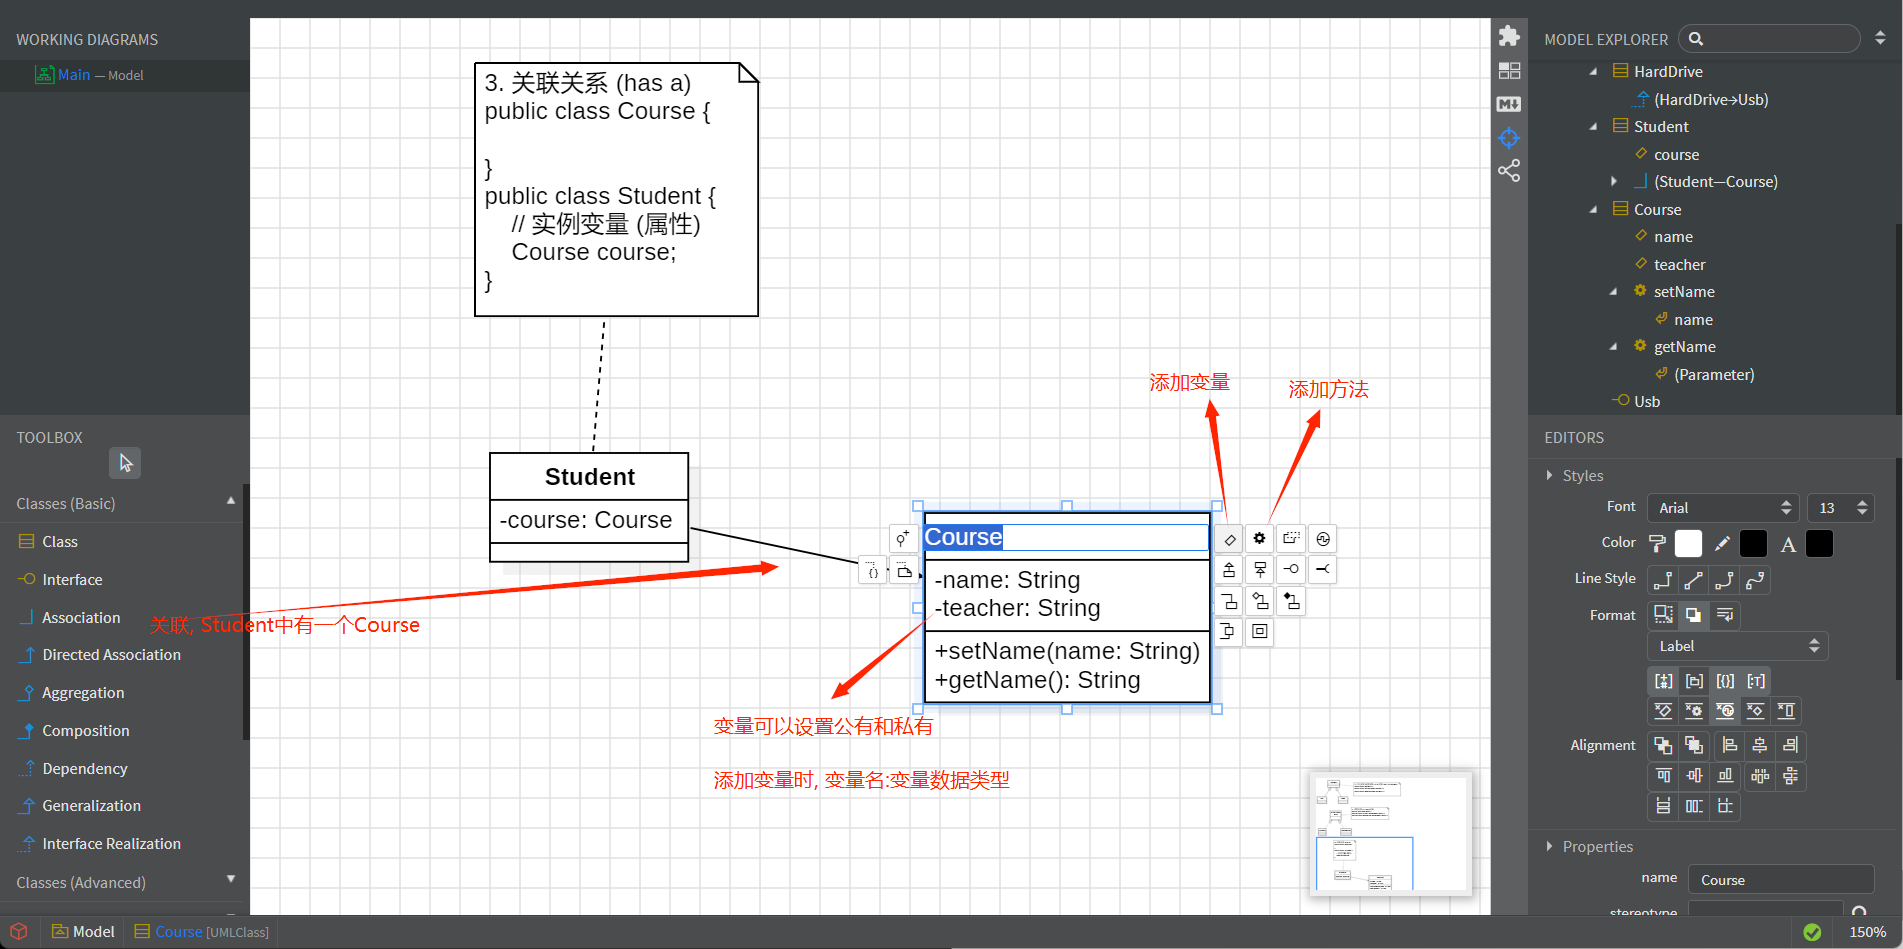 WORKING DIAGRAMS
Main — Model
TOOLBOX
Classes (Basic)
Class
Interface
Association
Directed Association
Aggregation
Composition
Dependency
Generalization
Interface Realization
Classes (Advanced)
3. 关联关系 (has a)
public class Course {
}
public class Student {
// 实例变量 (属性)
Course course;
}
Student
-course: Course
关联, Student中有一个Course
添加变量
添加方法
Course
-name: String
-teacher: String
+setName(name: String)
+getName(): String
变量可以设置公有和私有
添加变量时, 变量名:变量数据类型
MODEL EXPLORER
HardDrive
(HardDrive→Usb)
Student
course
(Student—Course)
Course
name
teacher
setName
name
getName
(Parameter)
Usb
EDITORS
Styles
Font
Arial
13
Color
A
Line Style
Format
Label
Alignment
Properties
name
Course
stereotype
Model
Course [UMLClass]
150%